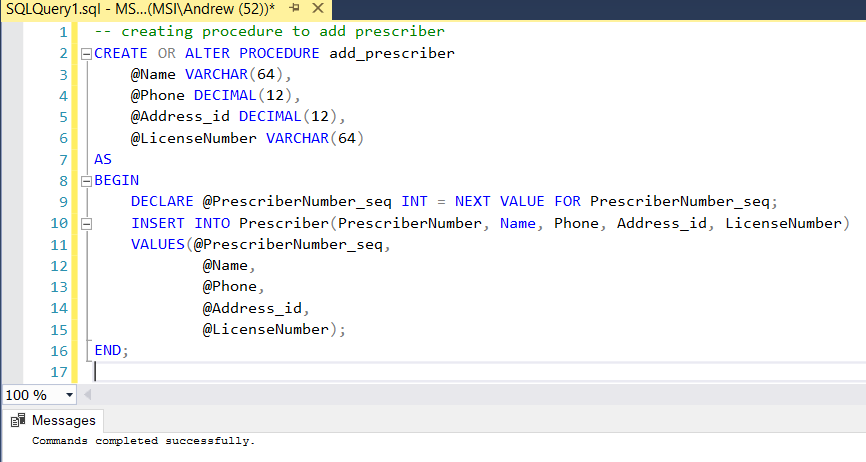 SQLQuery1.sql - MS...(MSI\Andrew (52))*
1 -- creating procedure to add prescriber
2 CREATE OR ALTER PROCEDURE add_prescriber
3 @Name VARCHAR(64),
4 @Phone DECIMAL(12),
5 @Address_id DECIMAL(12),
6 @LicenseNumber VARCHAR(64)
7 AS
8 BEGIN
9 DECLARE @PrescriberNumber_seq INT = NEXT VALUE FOR PrescriberNumber_seq;
10 INSERT INTO Prescriber(PrescriberNumber, Name, Phone, Address_id, LicenseNumber)
11 VALUES(@PrescriberNumber_seq,
12 @Name,
13 @Phone,
14 @Address_id,
15 @LicenseNumber);
16 END;
17
100 %
Messages
Commands completed successfully.